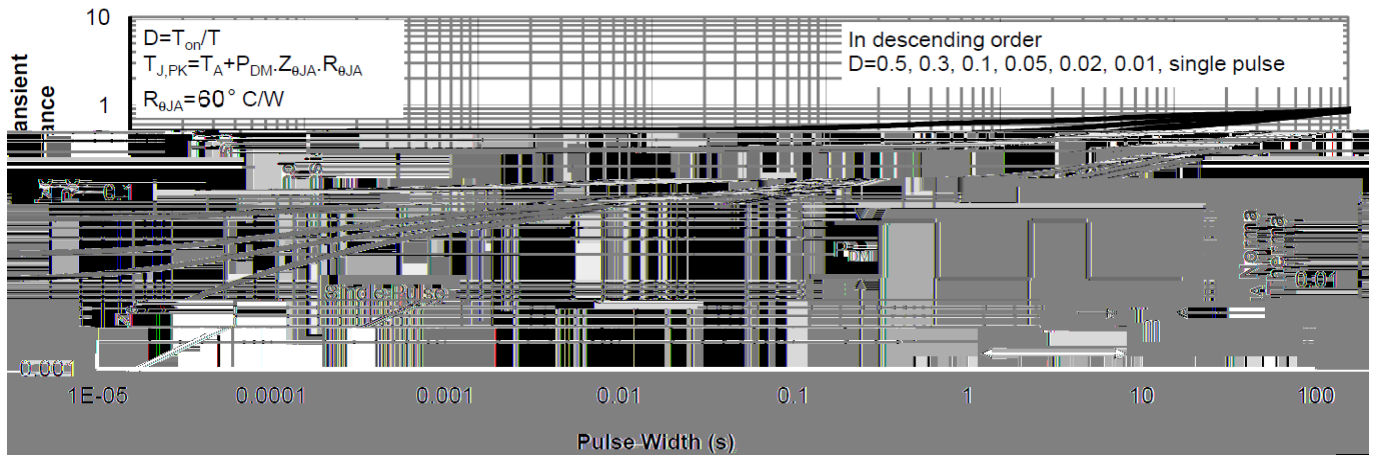 10
D=Ton/T
TJ,PK=TA+PDM.ZθJA.RθJA
RθJA=60° C/W
In descending order
D=0.5, 0.3, 0.1, 0.05, 0.02, 0.01, single pulse
1
0.1
PDM
0.01
Single Pulse
1E-05 0.0001 0.001 0.01 0.1 1 10 100
Pulse Width (s)